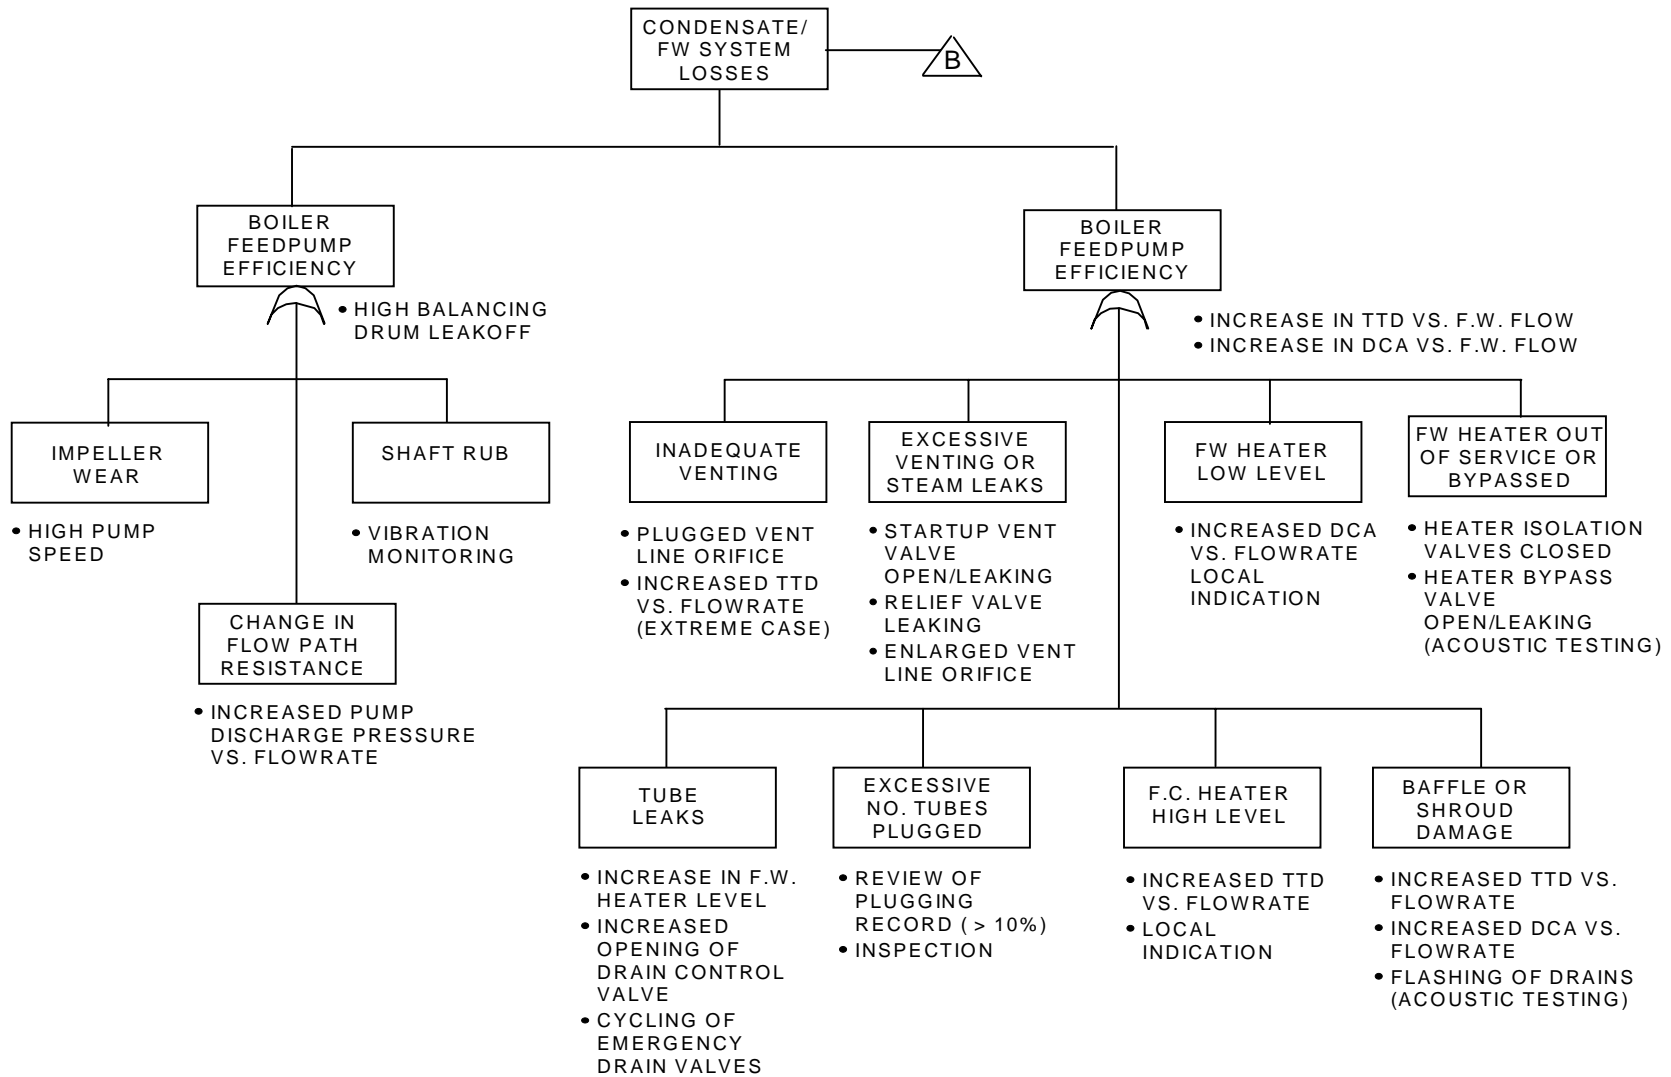 CONDENSATE/
FW SYSTEM
LOSSES
B
BOILER
FEEDPUMP
EFFICIENCY
• HIGH BALANCING
DRUM LEAKOFF
BOILER
FEEDPUMP
EFFICIENCY
• INCREASE IN TTD VS. F.W. FLOW
• INCREASE IN DCA VS. F.W. FLOW
IMPELLER
WEAR
• HIGH PUMP
SPEED
SHAFT RUB
• VIBRATION
MONITORING
CHANGE IN
FLOW PATH
RESISTANCE
• INCREASED PUMP
DISCHARGE PRESSURE
VS. FLOWRATE
INADEQUATE
VENTING
• PLUGGED VENT
LINE ORIFICE
• INCREASED TTD
VS. FLOWRATE
(EXTREME CASE)
EXCESSIVE
VENTING OR
STEAM LEAKS
• STARTUP VENT
VALVE
OPEN/LEAKING
• RELIEF VALVE
LEAKING
• ENLARGED VENT
LINE ORIFICE
FW HEATER
LOW LEVEL
• INCREASED DCA
VS. FLOWRATE
LOCAL
INDICATION
FW HEATER OUT
OF SERVICE OR
BYPASSED
• HEATER ISOLATION
VALVES CLOSED
• HEATER BYPASS
VALVE
OPEN/LEAKING
(ACOUSTIC TESTING)
TUBE
LEAKS
• INCREASE IN F.W.
HEATER LEVEL
• INCREASED
OPENING OF
DRAIN CONTROL
VALVE
• CYCLING OF
EMERGENCY
DRAIN VALVES
EXCESSIVE
NO. TUBES
PLUGGED
• REVIEW OF
PLUGGING
RECORD ( > 10%)
• INSPECTION
F.C. HEATER
HIGH LEVEL
• INCREASED TTD
VS. FLOWRATE
• LOCAL
INDICATION
BAFFLE OR
SHROUD
DAMAGE
• INCREASED TTD VS.
FLOWRATE
• INCREASED DCA VS.
FLOWRATE
• FLASHING OF DRAINS
(ACOUSTIC TESTING)